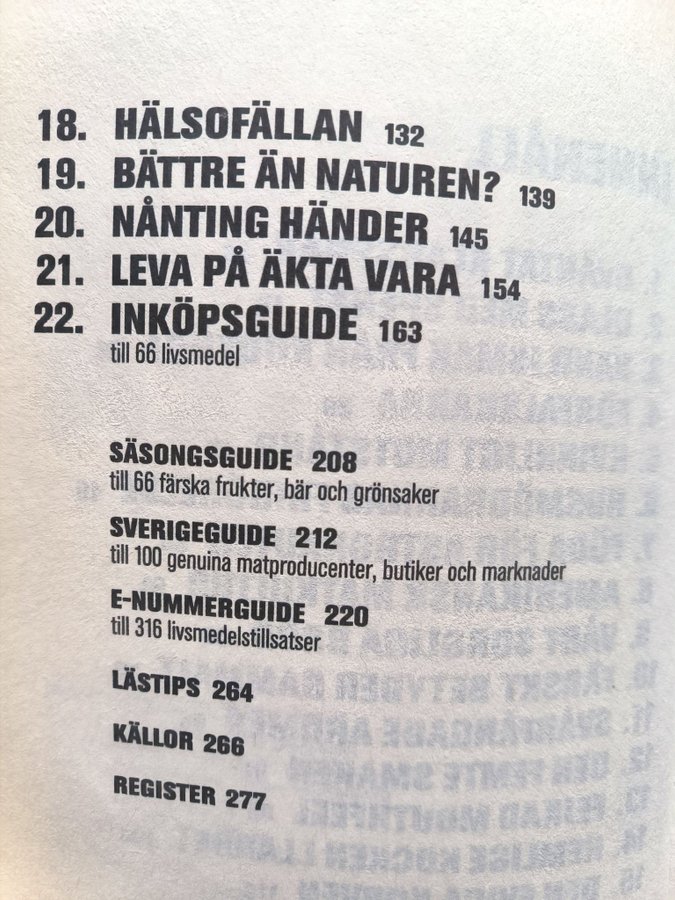 18. HÄLSOFÄLLAN 132
19. BÄTTRE ÄN NATUREN? 139
20. NÅNTING HÄNDER 145
21. LEVA PÅ ÄKTA VARA 154
22. INKÖPSGUIDE 163
till 66 livsmedel
SÄSONGSGUIDE 208
till 66 färska frukter, bär och grönsaker
SVERIGEGUIDE 212
till 100 genuina matproducenter, butiker och marknader
E-NUMMERGUIDE 220
till 316 livsmedelstillsatser
LÄSTIPS 264
KÄLLOR 266
REGISTER 277